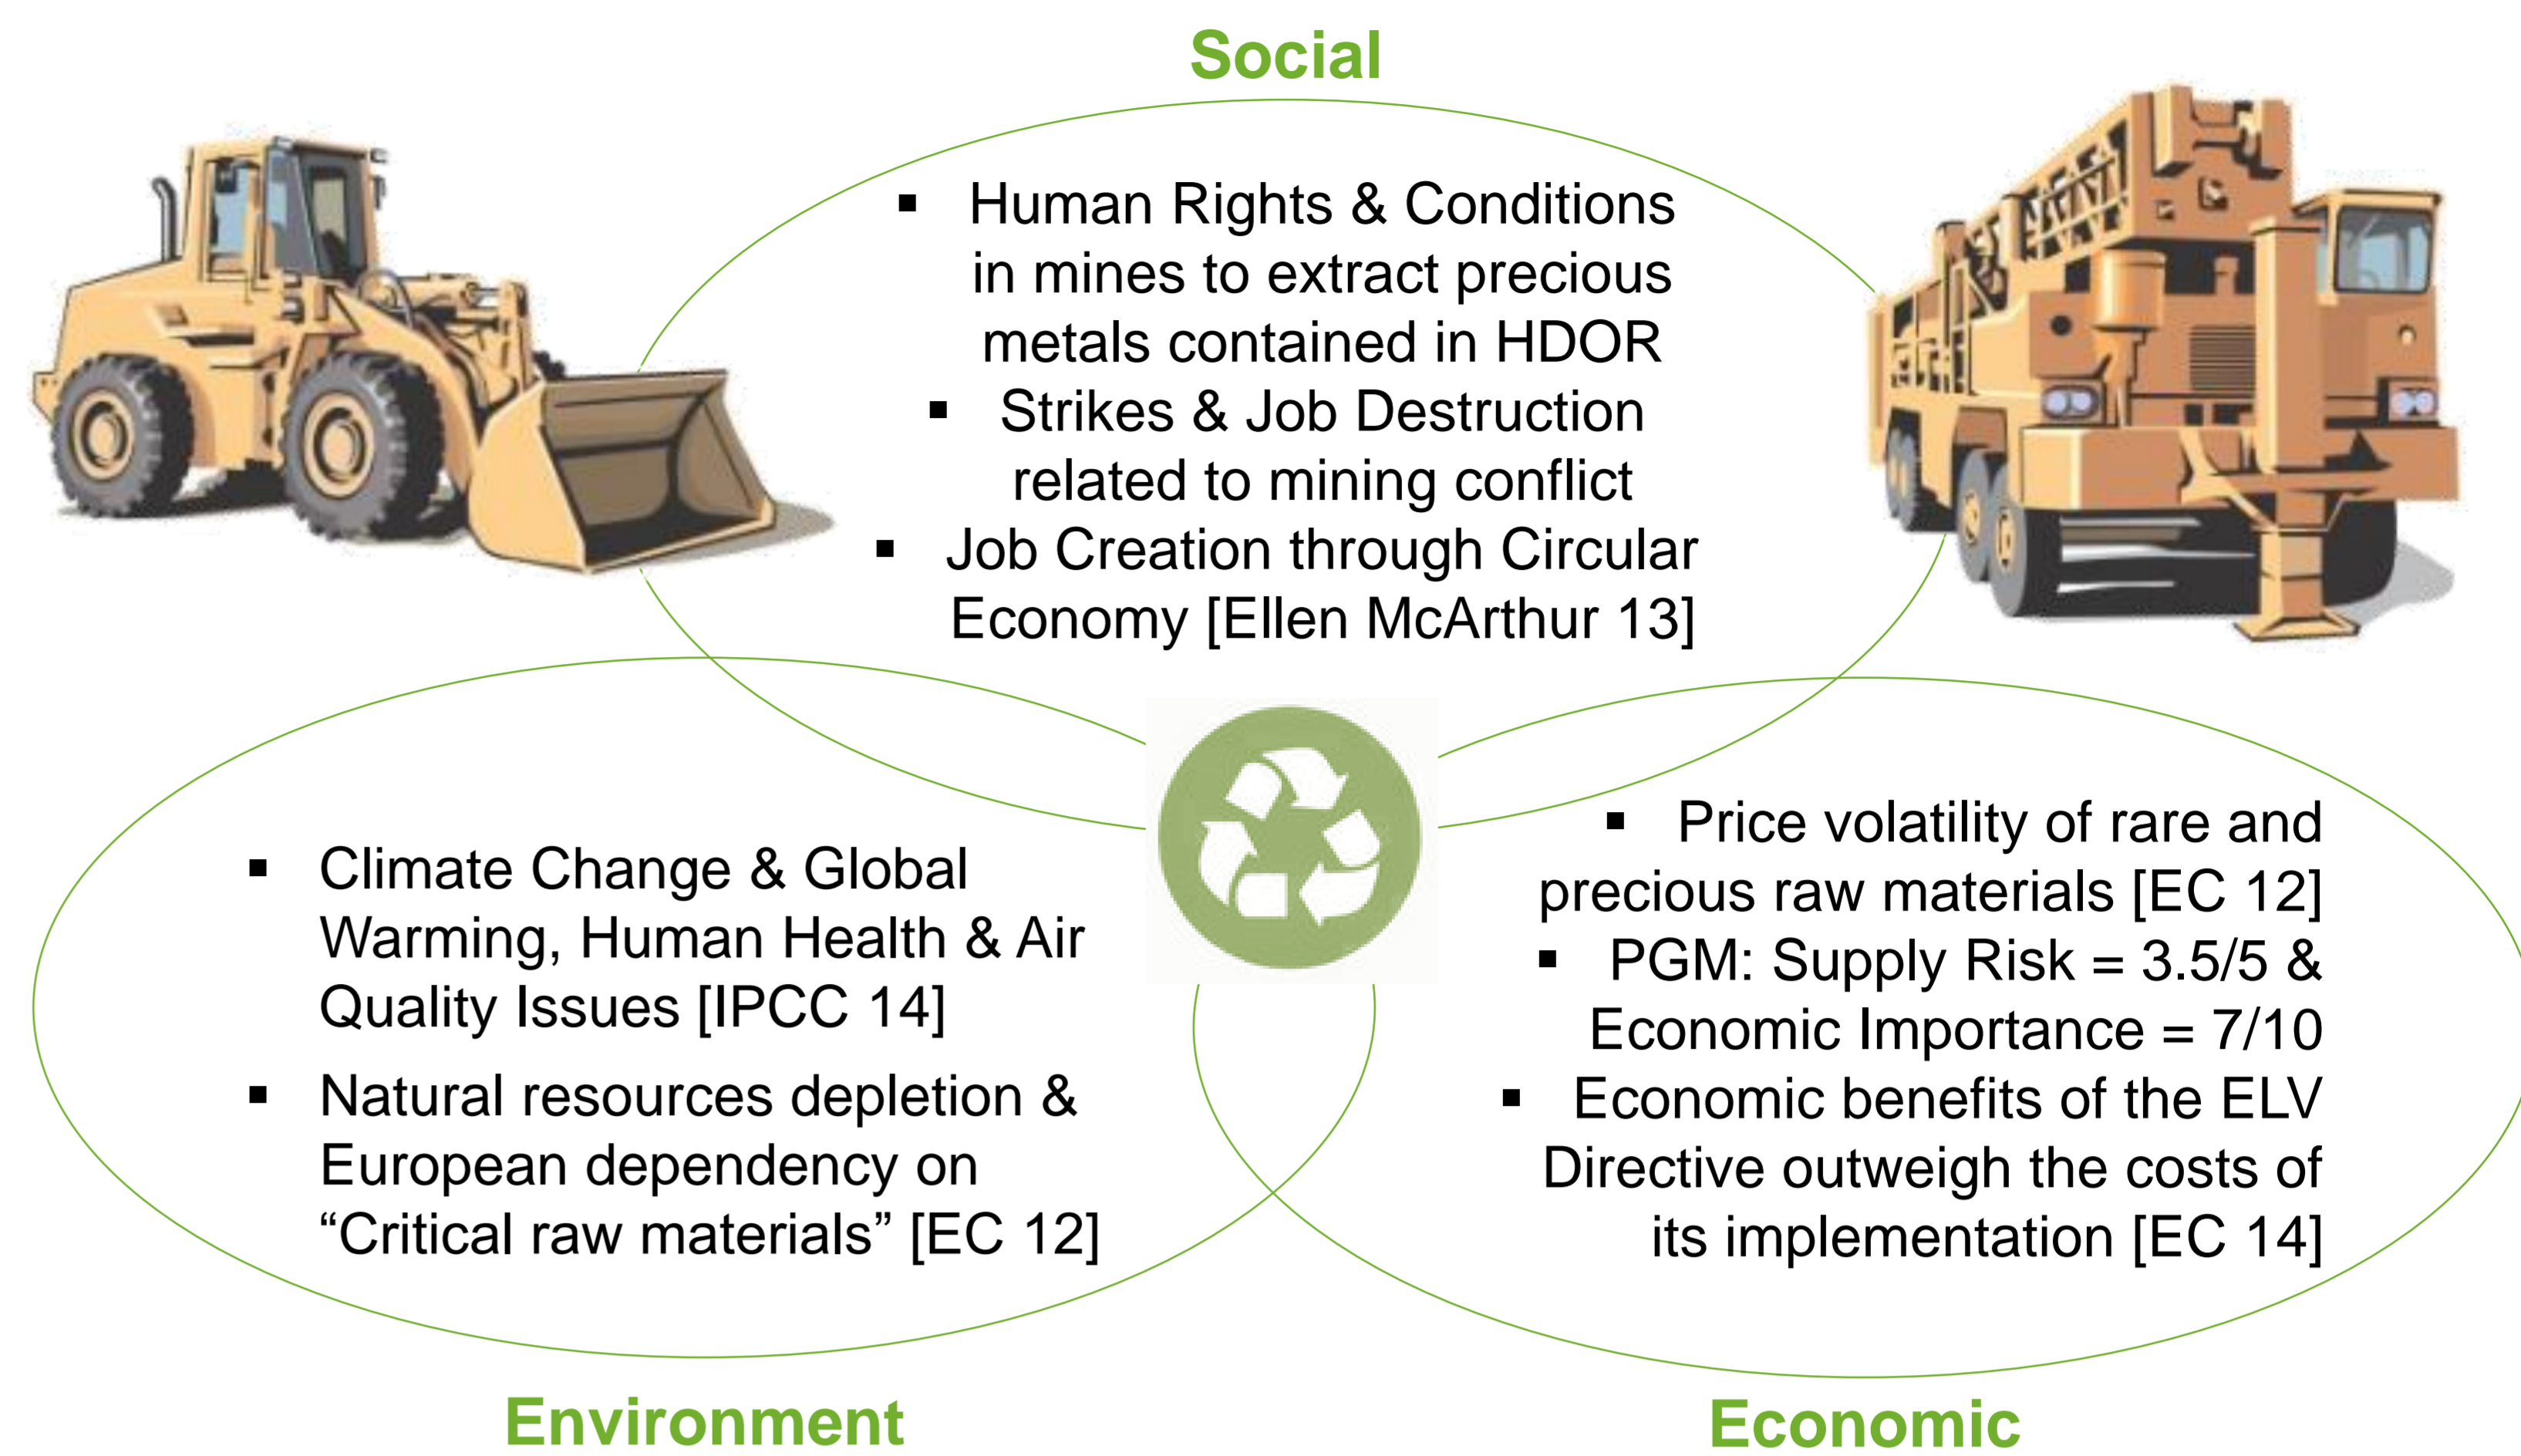 Social
▪ Human Rights & Conditions
in mines to extract precious
metals contained in HDOR
▪ Strikes & Job Destruction
related to mining conflict
▪ Job Creation through Circular
Economy [Ellen McArthur 13]
▪ Climate Change & Global
Warming, Human Health & Air
Quality Issues [IPCC 14]
▪ Natural resources depletion &
European dependency on
“Critical raw materials” [EC 12]
▪ Price volatility of rare and
precious raw materials [EC 12]
▪ PGM: Supply Risk = 3.5/5 &
Economic Importance = 7/10
▪ Economic benefits of the ELV
Directive outweigh the costs of
its implementation [EC 14]
Environment
Economic